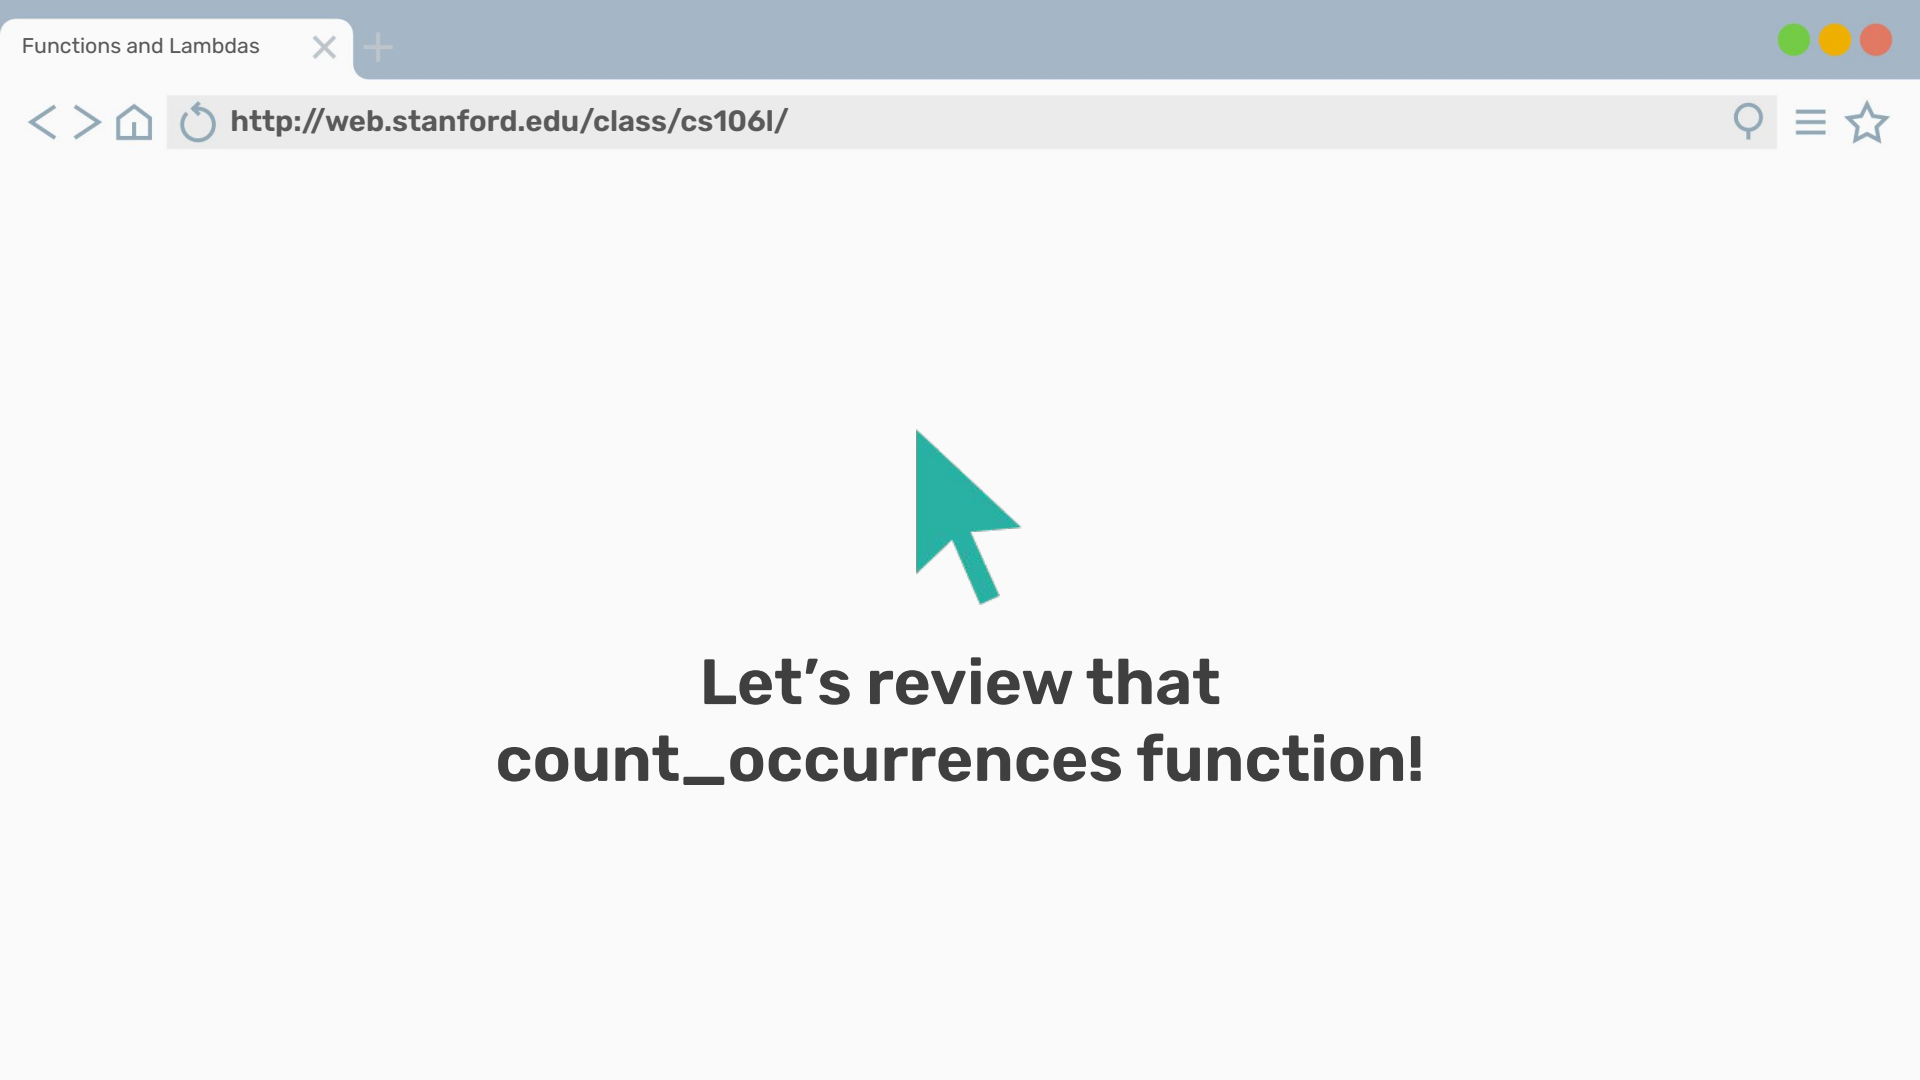 Functions and Lambdas
http://web.stanford.edu/class/cs106l/
Let’s review that
count_occurrences function!